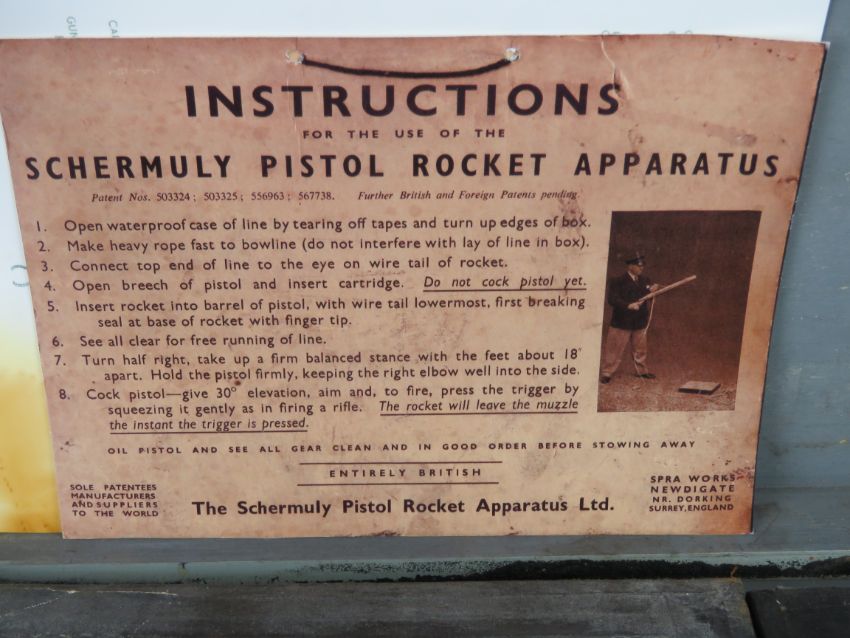 INSTRUCTIONS
FOR THE USE OF THE
SCHERMULY PISTOL ROCKET APPARATUS
Patent Nos. 503324; 503325; 556963; 567738. Further British and Foreign Patents pending.
1. Open waterproof case of line by tearing off tapes and turn up edges of box.
2. Make heavy rope fast to bowline (do not interfere with lay of line in box).
3. Connect top end of line to the eye on wire tail of rocket.
4. Open breech of pistol and insert cartridge. Do not cock pistol yet.
5. Insert rocket into barrel of pistol, with wire tail lowermost, first breaking
seal at base of rocket with finger tip.
6. See all clear for free running of line.
7. Turn half right, take up a firm balanced stance with the feet about 18"
apart. Hold the pistol firmly, keeping the right elbow well into the side.
8. Cock pistol—give 30° elevation, aim and, to fire, press the trigger by
squeezing it gently as in firing a rifle. The rocket will leave the muzzle
the instant the trigger is pressed.
OIL PISTOL AND SEE ALL GEAR CLEAN AND IN GOOD ORDER BEFORE STOWING AWAY
ENTIRELY BRITISH
SOLE PATENTEES
MANUFACTURERS
AND SUPPLIERS
TO THE WORLD
The Schermuly Pistol Rocket Apparatus Ltd.
SPRA WORKS
NEWDIGATE
NR. DORKING
SURREY, ENGLAND